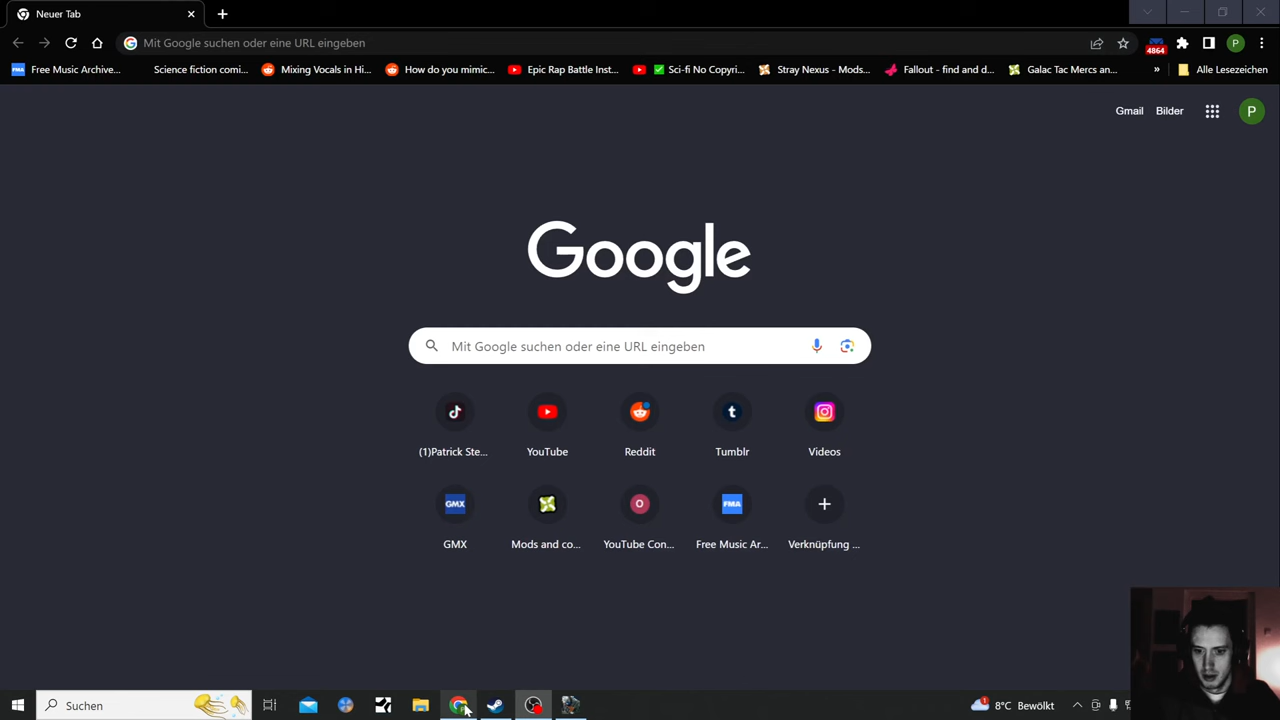 Neuer Tab
Mit Google suchen oder eine URL eingeben
4864
P
Free Music Archive...
Science fiction comi...
Mixing Vocals in Hi...
How do you mimic...
Epic Rap Battle Inst...
Sci-fi No Copyri...
Stray Nexus - Mods...
Fallout - find and d...
Galac Tac Mercs an...
»
Alle Lesezeichen
Gmail
Bilder
P
Google
Mit Google suchen oder eine URL eingeben
(1)Patrick Ste...
YouTube
Reddit
Tumblr
Videos
GMX
O
FMA
GMX
Mods and co...
YouTube Con...
Free Music Ar...
Verknüpfung ...
Suchen
8°C Bewölkt